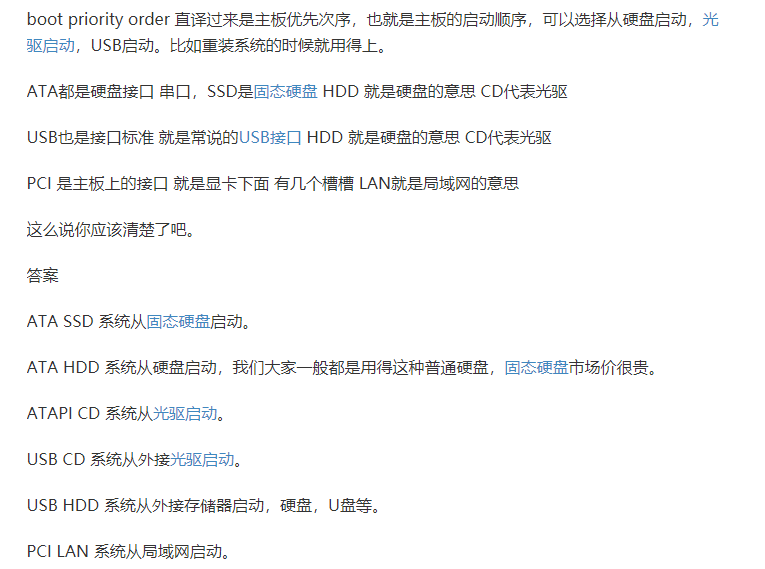 boot priority order 直译过来是主板优先次序，也就是主板的启动顺序，可以选择从硬盘启动，光
驱启动，USB启动。比如重装系统的时候就用得上。
ATA都是硬盘接口 串口，SSD是固态硬盘 HDD 就是硬盘的意思 CD代表光驱
USB也是接口标准 就是常说的USB接口 HDD 就是硬盘的意思 CD代表光驱
PCI 是主板上的接口 就是显卡下面 有几个槽槽 LAN就是局域网的意思
这么说你应该清楚了吧。
答案
ATA SSD 系统从固态硬盘启动。
ATA HDD 系统从硬盘启动，我们大家一般都是用得这种普通硬盘，固态硬盘市场价很贵。
ATAPI CD 系统从光驱启动。
USB CD 系统从外接光驱启动。
USB HDD 系统从外接存储器启动，硬盘，U盘等。
PCI LAN 系统从局域网启动。